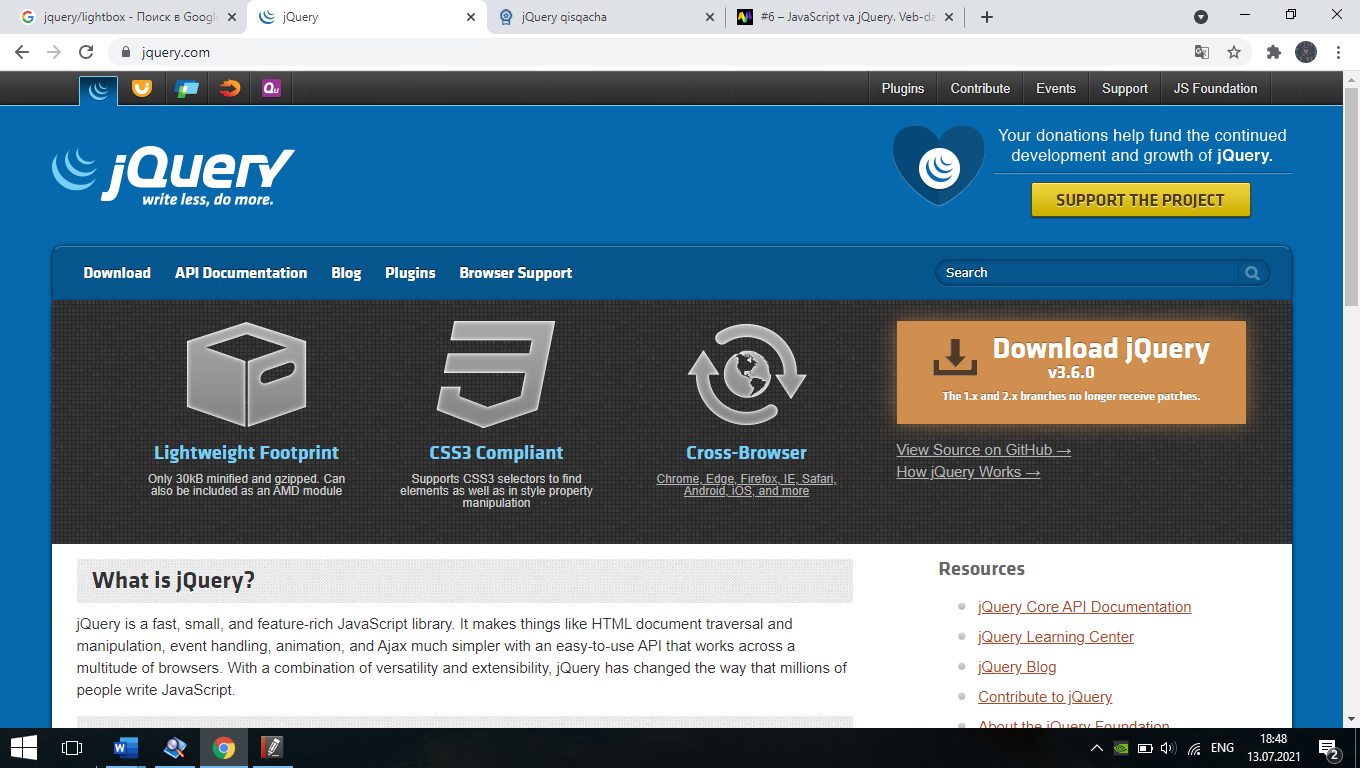 jquery/lightbox - Поиск в Googl
jQuery
jQuery qisqacha
#6 – JavaScript va jQuery. Veb-da
jquery.com
Qu
Plugins
Contribute
Events
Support
JS Foundation
jQuery
write less, do more.
Your donations help fund the continued
development and growth of jQuery.
SUPPORT THE PROJECT
Download
API Documentation
Blog
Plugins
Browser Support
Search
Lightweight Footprint
Only 30kB minified and gzipped. Can
also be included as an AMD module
CSS3 Compliant
Supports CSS3 selectors to find
elements as well as in style property
manipulation
Cross-Browser
Chrome, Edge, Firefox, IE, Safari,
Android, iOS, and more
Download jQuery
v3.6.0
The 1.x and 2.x branches no longer receive patches.
View Source on GitHub →
How jQuery Works →
What is jQuery?
jQuery is a fast, small, and feature-rich JavaScript library. It makes things like HTML document traversal and
manipulation, event handling, animation, and Ajax much simpler with an easy-to-use API that works across a
multitude of browsers. With a combination of versatility and extensibility, jQuery has changed the way that millions of
people write JavaScript.
Resources
jQuery Core API Documentation
jQuery Learning Center
jQuery Blog
Contribute to jQuery
About the jQuery Foundation
ENG
18:48
13.07.2021
2